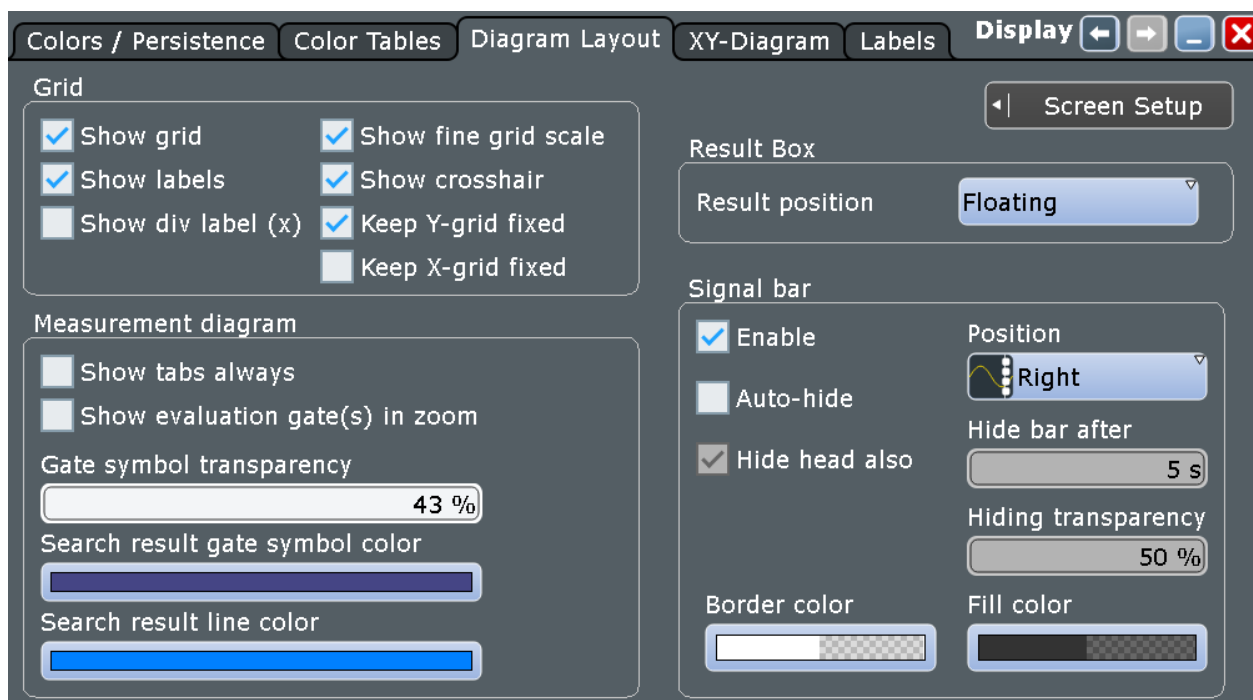 Colors / Persistence
Color Tables
Diagram Layout
XY-Diagram
Labels
Display
Grid
Show grid
Show fine grid scale
Show labels
Show crosshair
Show div label (x)
Keep Y-grid fixed
Keep X-grid fixed
Measurement diagram
Show tabs always
Show evaluation gate(s) in zoom
Gate symbol transparency
43 %
Search result gate symbol color
Search result line color
Screen Setup
Result Box
Result position
Floating
Signal bar
Enable
Position
Right
Auto-hide
Hide bar after
5 s
Hide head also
Hiding transparency
50 %
Border color
Fill color